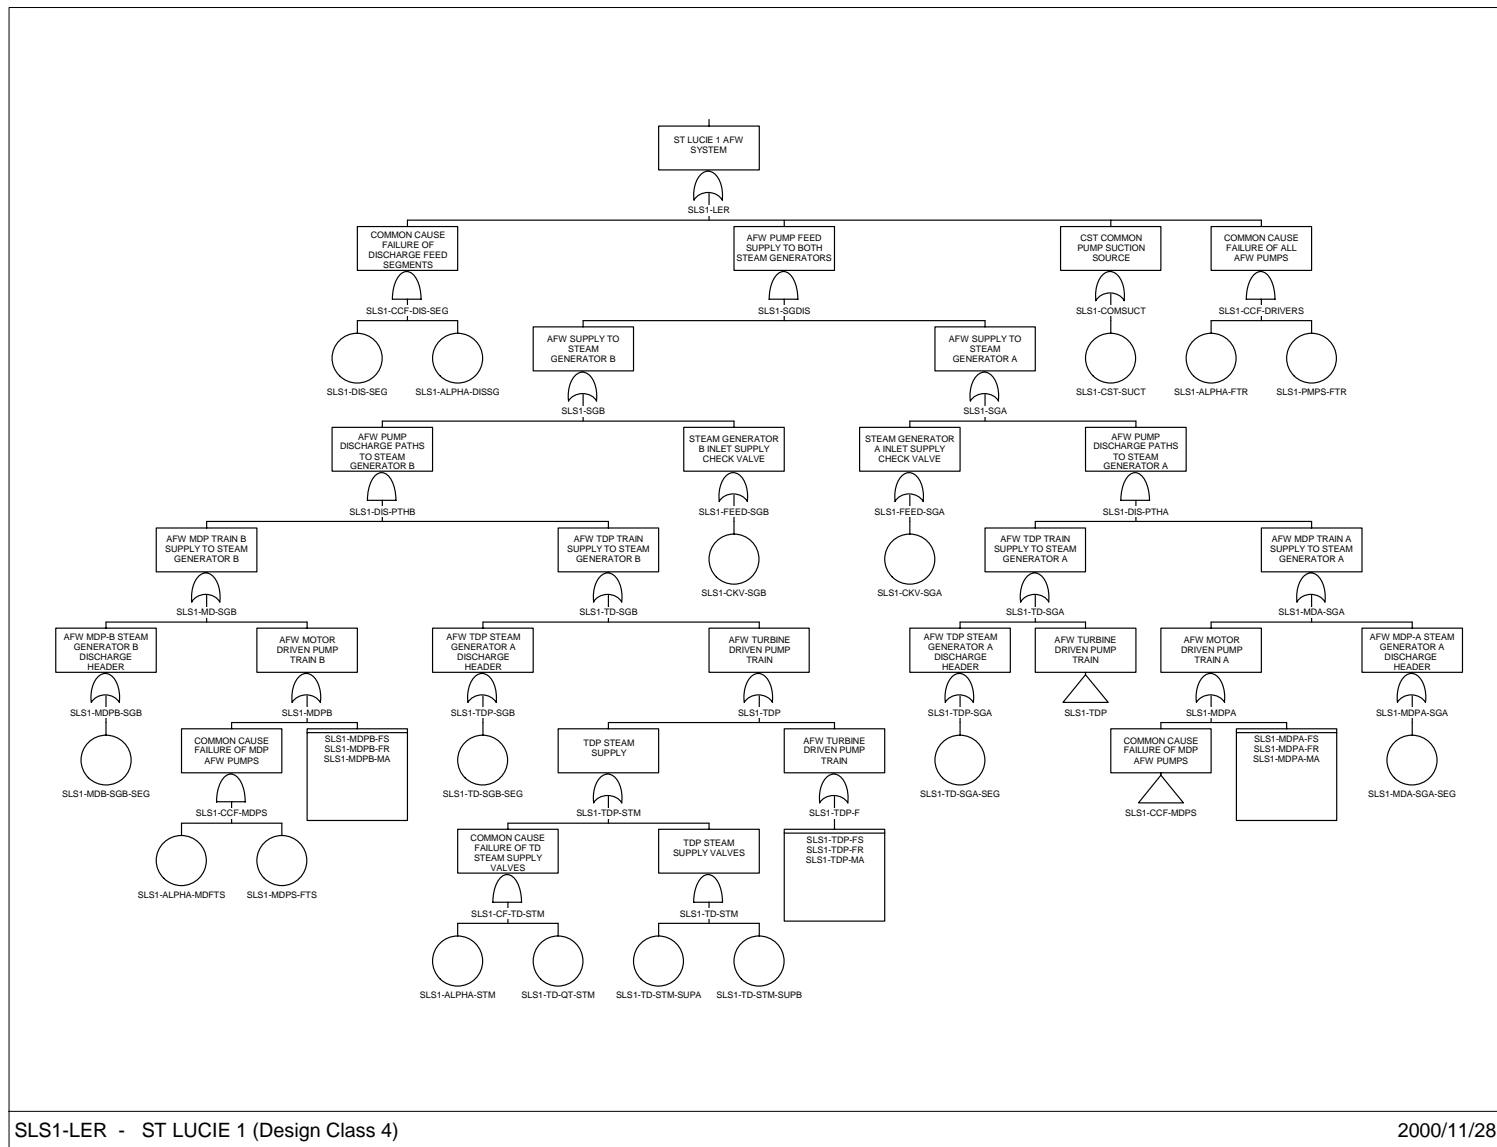 ST LUCIE 1 AFW
SYSTEM
SLS1-LER
COMMON CAUSE
FAILURE OF
DISCHARGE FEED
SEGMENTS
SLS1-CCF-DIS-SEG
AFW PUMP FEED
SUPPLY TO BOTH
STEAM GENERATORS
SLS1-SGDIS
CST COMMON
PUMP SUCTION
SOURCE
SLS1-COMSUCT
COMMON CAUSE
FAILURE OF ALL
AFW PUMPS
SLS1-CCF-DRIVERS
SLS1-DIS-SEG
SLS1-ALPHA-DISSG
AFW SUPPLY TO
STEAM
GENERATOR B
SLS1-SGB
AFW SUPPLY TO
STEAM
GENERATOR A
SLS1-SGA
SLS1-CST-SUCT
SLS1-ALPHA-FTR
SLS1-PMPS-FTR
AFW PUMP
DISCHARGE PATHS
TO STEAM
GENERATOR B
SLS1-DIS-PTHB
STEAM GENERATOR
B INLET SUPPLY
CHECK VALVE
SLS1-FEED-SGB
STEAM GENERATOR
A INLET SUPPLY
CHECK VALVE
SLS1-FEED-SGA
AFW PUMP
DISCHARGE PATHS
TO STEAM
GENERATOR A
SLS1-DIS-PTHA
AFW MDP TRAIN B
SUPPLY TO STEAM
GENERATOR B
SLS1-MD-SGB
AFW TDP TRAIN
SUPPLY TO STEAM
GENERATOR B
SLS1-TD-SGB
SLS1-CKV-SGB
SLS1-CKV-SGA
AFW TDP TRAIN
SUPPLY TO STEAM
GENERATOR A
SLS1-TD-SGA
AFW MDP TRAIN A
SUPPLY TO STEAM
GENERATOR A
SLS1-MDA-SGA
AFW MDP-B STEAM
GENERATOR B
DISCHARGE
HEADER
SLS1-MDPB-SGB
AFW MOTOR
DRIVEN PUMP
TRAIN B
SLS1-MDPB
AFW TDP STEAM
GENERATOR A
DISCHARGE
HEADER
SLS1-TDP-SGB
AFW TURBINE
DRIVEN PUMP
TRAIN
SLS1-TDP
AFW TDP STEAM
GENERATOR A
DISCHARGE
HEADER
SLS1-TDP-SGA
AFW TURBINE
DRIVEN PUMP
TRAIN
SLS1-TDP
AFW MOTOR
DRIVEN PUMP
TRAIN A
SLS1-MDPA
AFW MDP-A STEAM
GENERATOR A
DISCHARGE
HEADER
SLS1-MDPA-SGA
SLS1-MDB-SGB-SEG
COMMON CAUSE
FAILURE OF MDP
AFW PUMPS
SLS1-CCF-MDPS
SLS1-MDPB-FS
SLS1-MDPB-FR
SLS1-MDPB-MA
SLS1-TD-SGB-SEG
TDP STEAM
SUPPLY
SLS1-TDP-STM
AFW TURBINE
DRIVEN PUMP
TRAIN
SLS1-TDP-F
SLS1-TD-SGA-SEG
COMMON CAUSE
FAILURE OF MDP
AFW PUMPS
SLS1-CCF-MDPS
SLS1-MDPA-FS
SLS1-MDPA-FR
SLS1-MDPA-MA
SLS1-MDA-SGA-SEG
SLS1-ALPHA-MDFTS
SLS1-MDPS-FTS
COMMON CAUSE
FAILURE OF TD
STEAM SUPPLY
VALVES
SLS1-CF-TD-STM
TDP STEAM
SUPPLY VALVES
SLS1-TD-STM
SLS1-TDP-FS
SLS1-TDP-FR
SLS1-TDP-MA
SLS1-ALPHA-STM
SLS1-TD-QT-STM
SLS1-TD-STM-SUPA
SLS1-TD-STM-SUPB
SLS1-LER - ST LUCIE 1 (Design Class 4)
2000/11/28